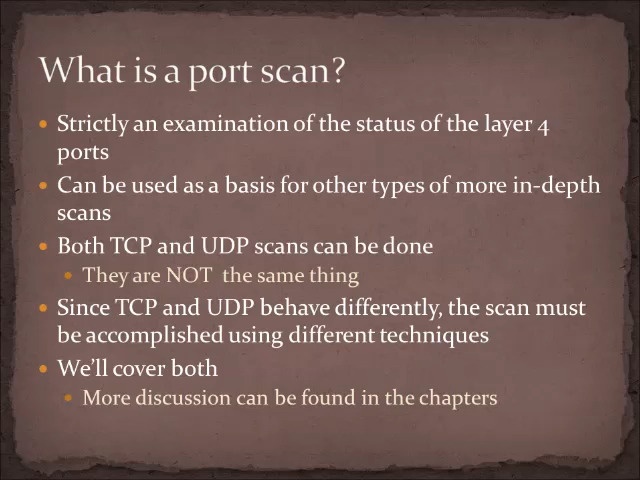 What is a port scan?
• Strictly an examination of the status of the layer 4
ports
• Can be used as a basis for other types of more in-depth
scans
• Both TCP and UDP scans can be done
• They are NOT  the same thing
• Since TCP and UDP behave differently, the scan must
be accomplished using different techniques
• We’ll cover both
• More discussion can be found in the chapters